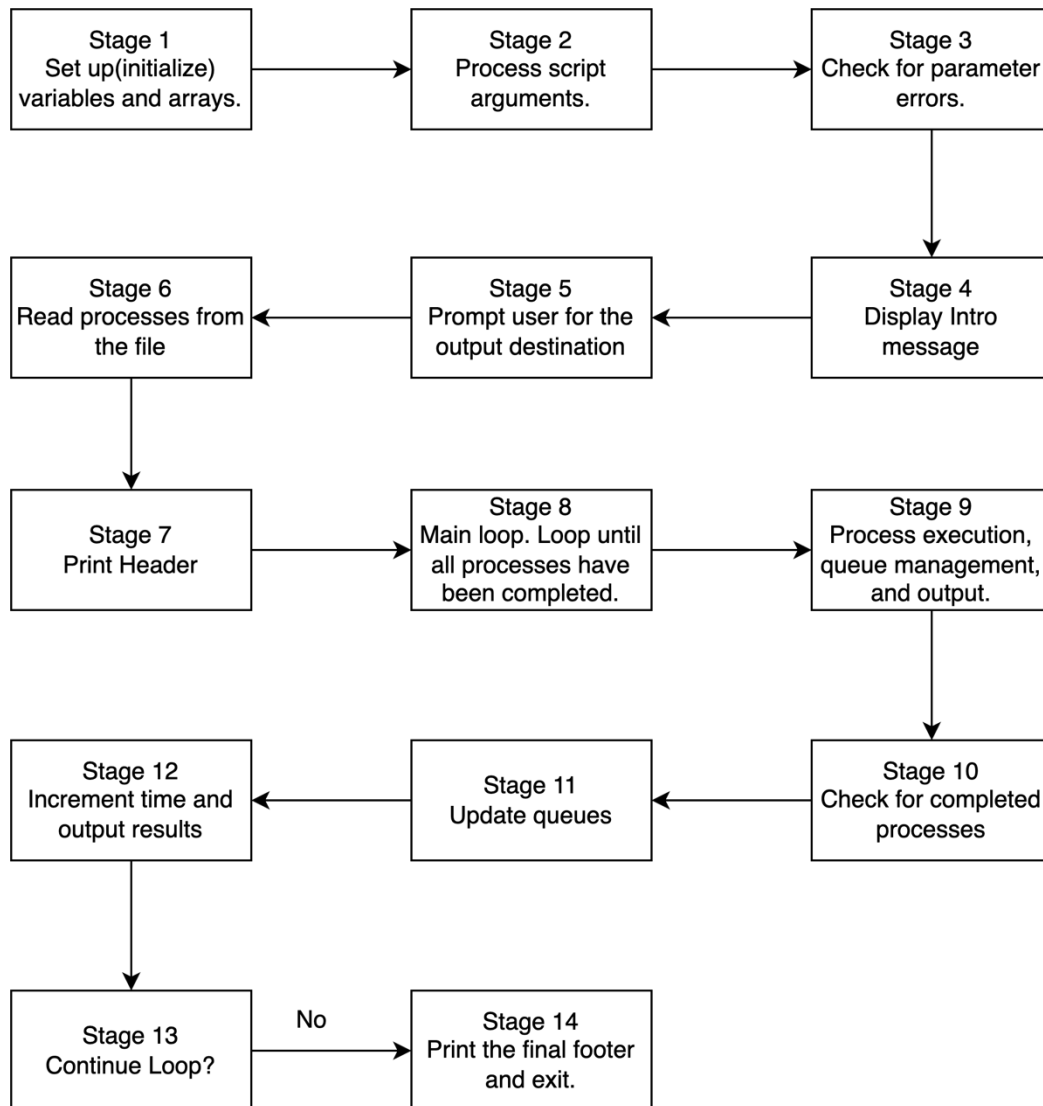 Stage 1
Set up(initialize)
variables and arrays.
Stage 2
Process script
arguments.
Stage 3
Check for parameter
errors.
Stage 4
Display Intro
message
Stage 5
Prompt user for the
output destination
Stage 6
Read processes from
the file
Stage 7
Print Header
Stage 8
Main loop. Loop until
all processes have
been completed.
Stage 9
Process execution,
queue management,
and output.
Stage 10
Check for completed
processes
Stage 11
Update queues
Stage 12
Increment time and
output results
Stage 13
Continue Loop?
No
Stage 14
Print the final footer
and exit.